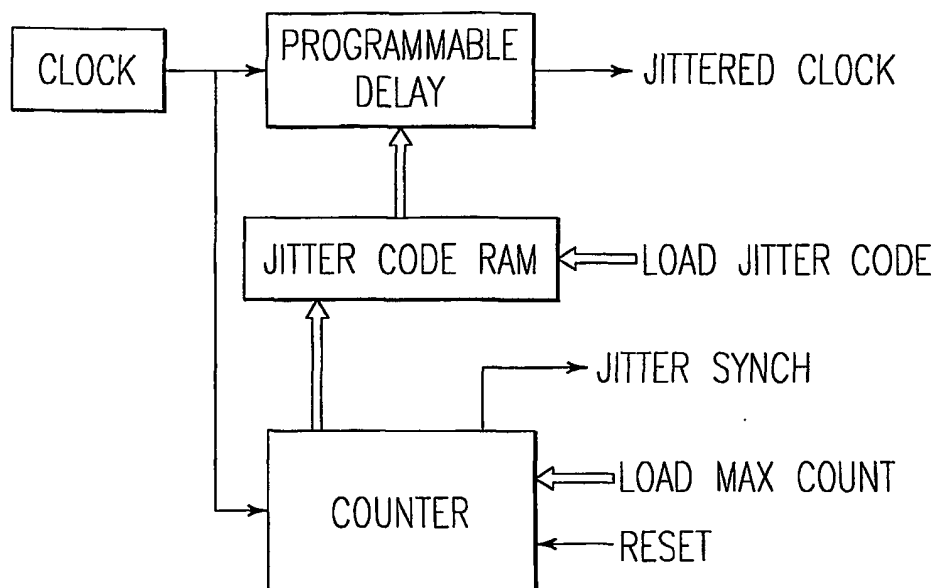 CLOCK
PROGRAMMABLE
DELAY
JITTERED CLOCK
JITTER CODE RAM
LOAD JITTER CODE
JITTER SYNCH
COUNTER
LOAD MAX COUNT
RESET